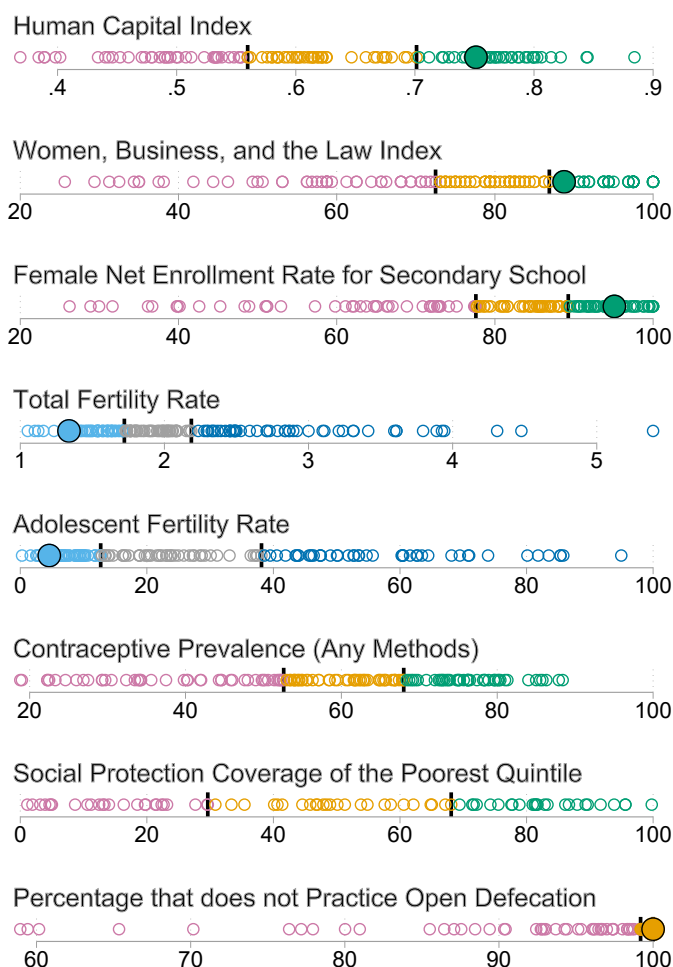 Human Capital Index
.4 .5 .6 .7 .8 .9
Women, Business, and the Law Index
20 40 60 80 100
Female Net Enrollment Rate for Secondary School
20 40 60 80 100
Total Fertility Rate
1 2 3 4 5
Adolescent Fertility Rate
0 20 40 60 80 100
Contraceptive Prevalence (Any Methods)
20 40 60 80 100
Social Protection Coverage of the Poorest Quintile
0 20 40 60 80 100
Percentage that does not Practice Open Defecation
60 70 80 90 100